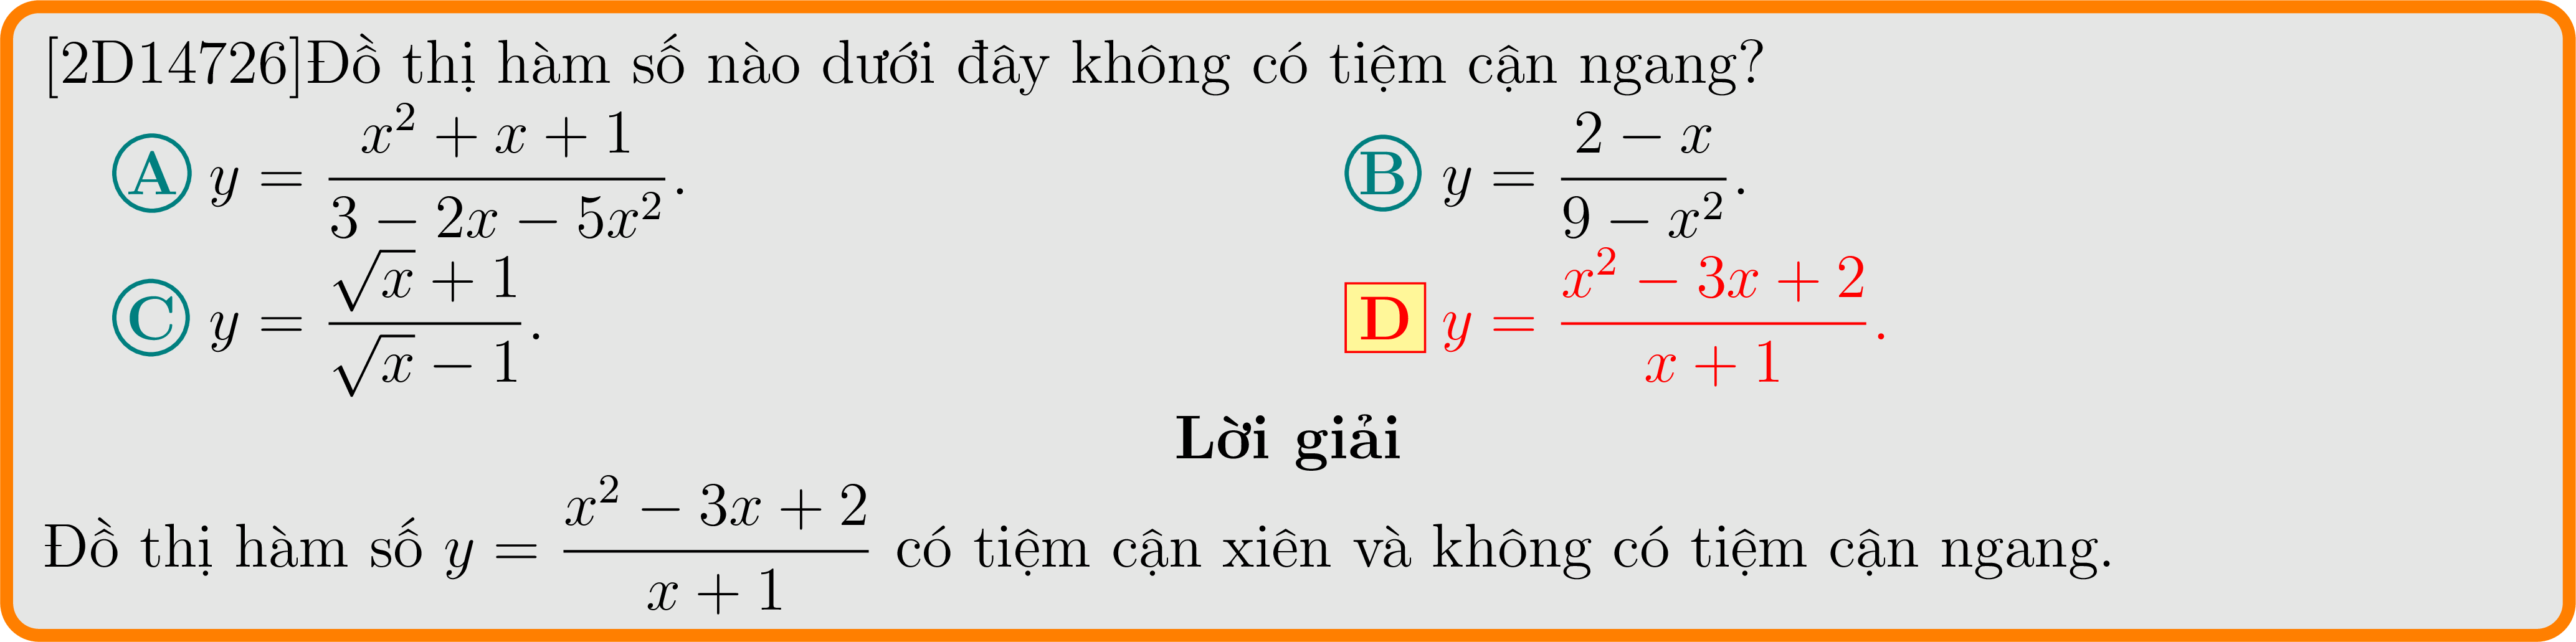 [2D14726]Đồ thị hàm số nào dưới đây không có tiệm cận ngang?
A y = \frac{x^2 + x + 1}{3 - 2x - 5x^2}. B y = \frac{2 - x}{9 - x^2}.
C y = \frac{\sqrt{x} + 1}{\sqrt{x} - 1}. D y = \frac{x^2 - 3x + 2}{x + 1}.
Lời giải
Đồ thị hàm số y = \frac{x^2 - 3x + 2}{x + 1} có tiệm cận xiên và không có tiệm cận ngang.